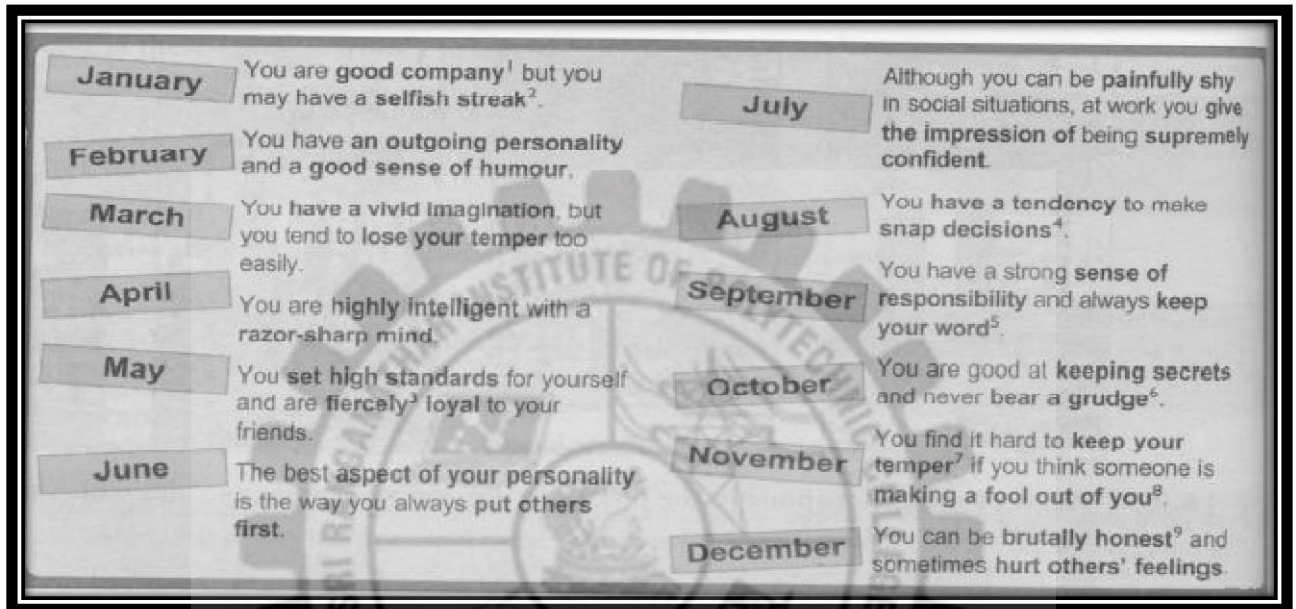 January
You are good company¹ but you
may have a selfish streak².
February
You have an outgoing personality
and a good sense of humour.
March
You have a vivid imagination, but
you tend to lose your temper too
easily.
April
You are highly intelligent with a
razor-sharp mind.
May
You set high standards for yourself
and are fiercely³ loyal to your
friends.
June
The best aspect of your personality
is the way you always put others
first.
July
Although you can be painfully shy
in social situations, at work you give
the impression of being supremely
confident.
August
You have a tendency to make
snap decisions⁴.
September
You have a strong sense of
responsibility and always keep
your word⁵.
October
You are good at keeping secrets
and never bear a grudge⁶.
November
You find it hard to keep your
temper⁷ if you think someone is
making a fool out of you⁸.
December
You can be brutally honest⁹ and
sometimes hurt others' feelings.
INSTITUTE OF POLYTECHNIC
SRI RANGANATHAR